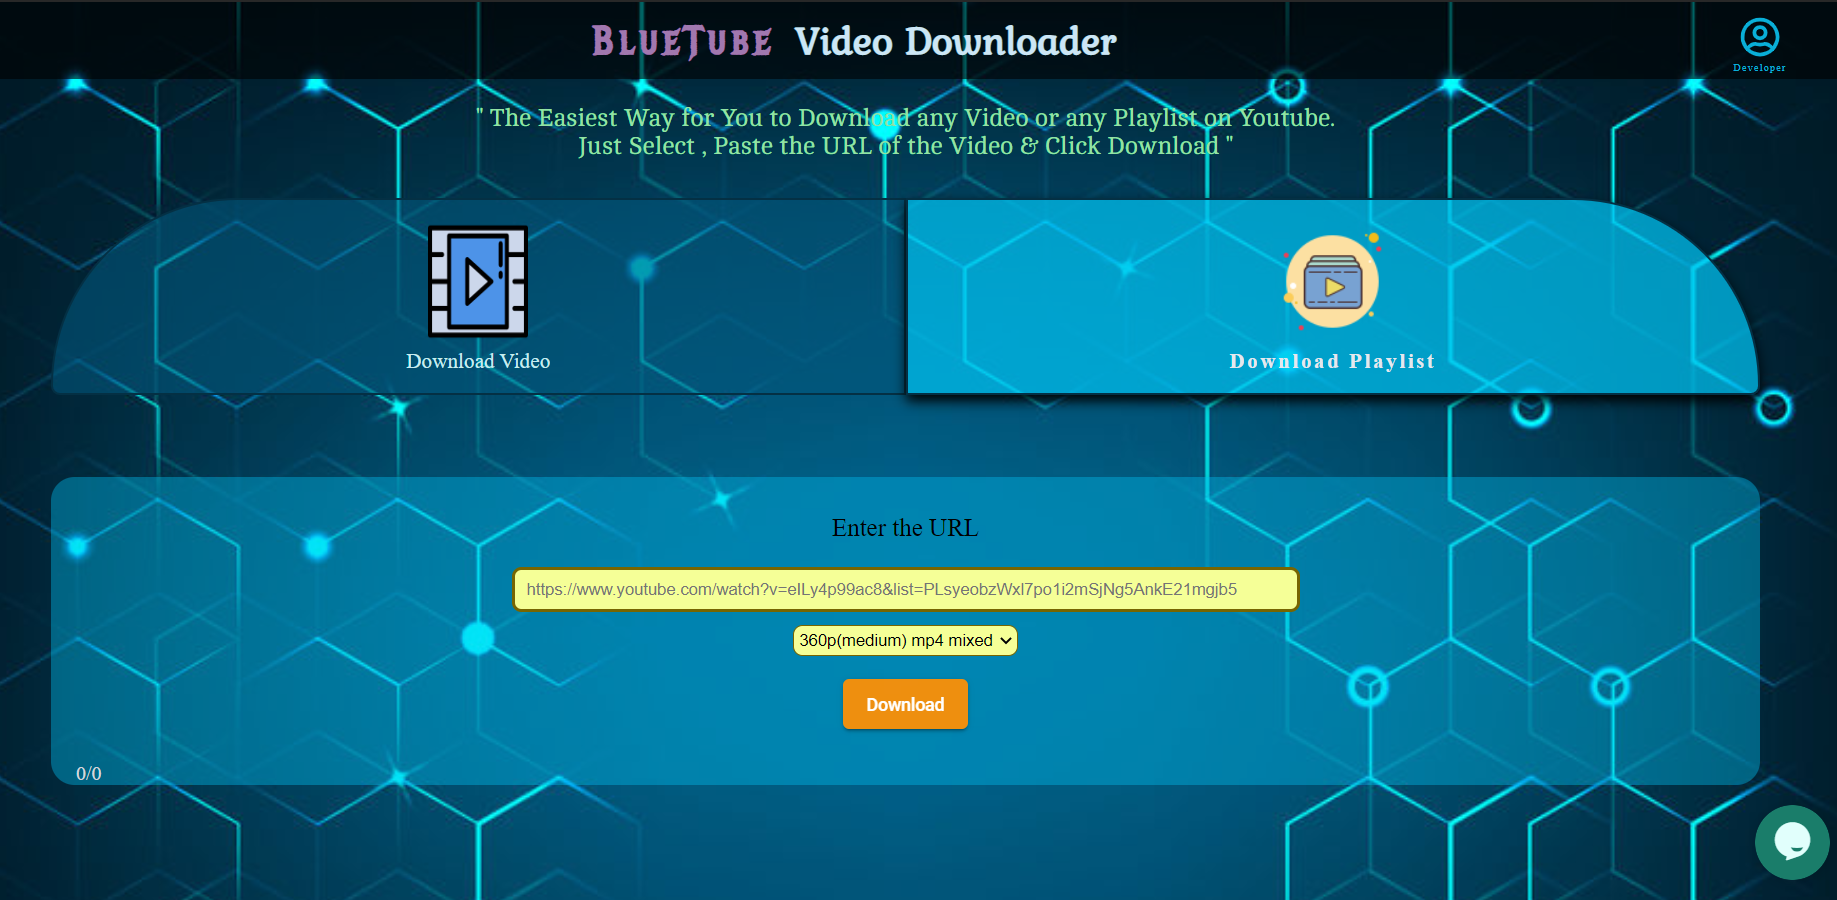 BlueTube Video Downloader
Developer
" The Easiest Way for You to Download any Video or any Playlist on Youtube.
Just Select , Paste the URL of the Video & Click Download "
Download Video
Download Playlist
Enter the URL
https://www.youtube.com/watch?v=eILy4p99ac8&list=PLsyeobzWxl7po1i2mSjNg5AnkE21mgjb5
360p(medium) mp4 mixed
Download
0/0